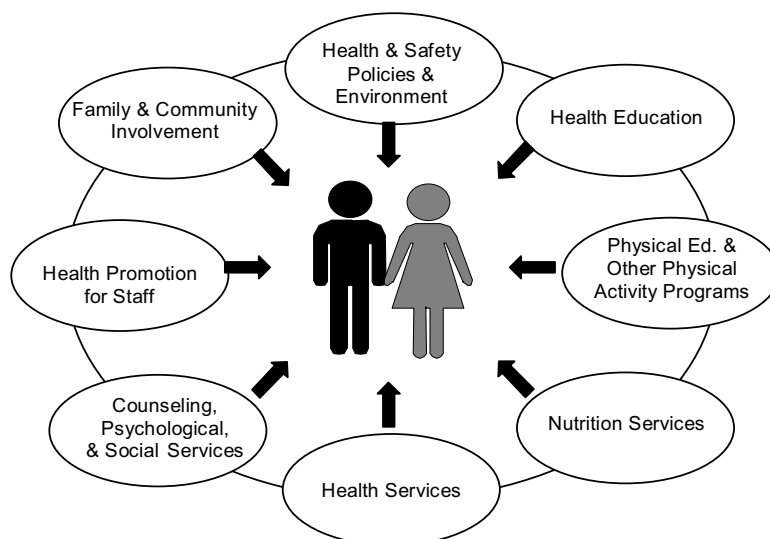 Health & Safety
Policies &
Environment
Health Education
Physical Ed. &
Other Physical
Activity Programs
Nutrition Services
Health Services
Counseling,
Psychological,
& Social Services
Health Promotion
for Staff
Family & Community
Involvement